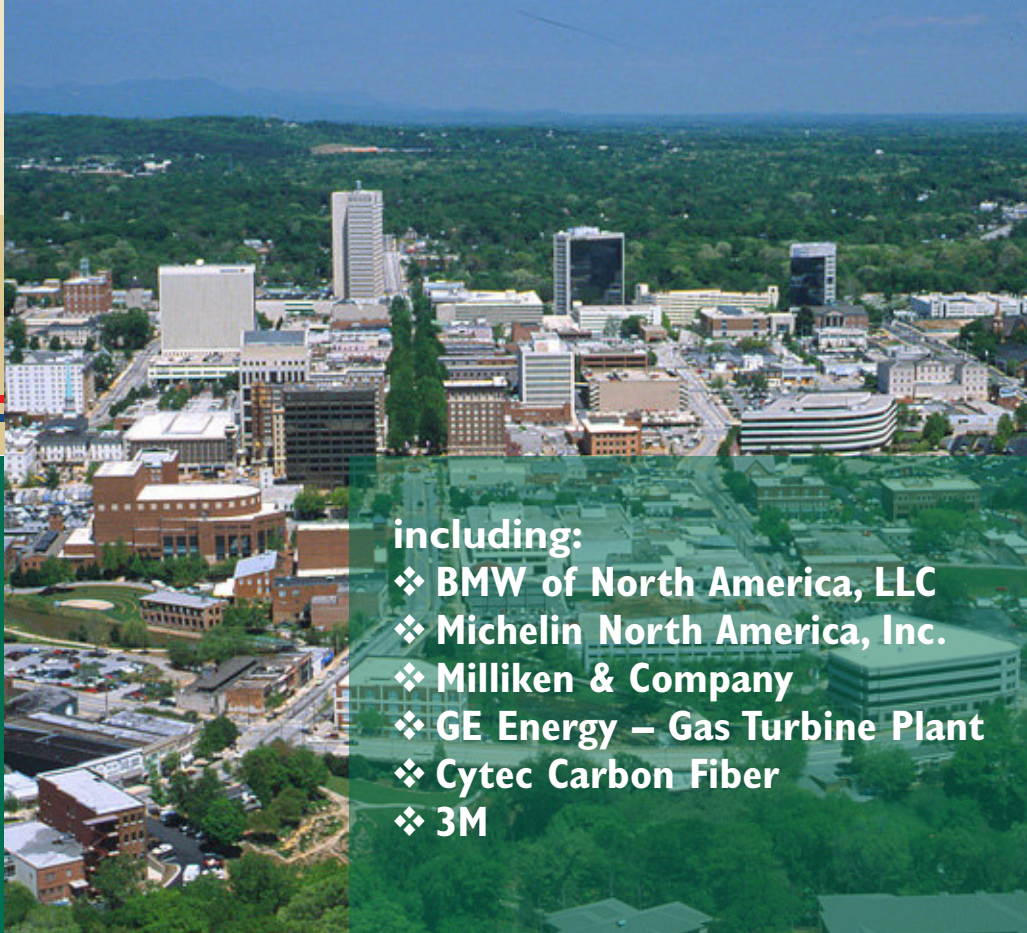 including:
❖ BMW of North America, LLC
❖ Michelin North America, Inc.
❖ Milliken & Company
❖ GE Energy – Gas Turbine Plant
❖ Cytec Carbon Fiber
❖ 3M